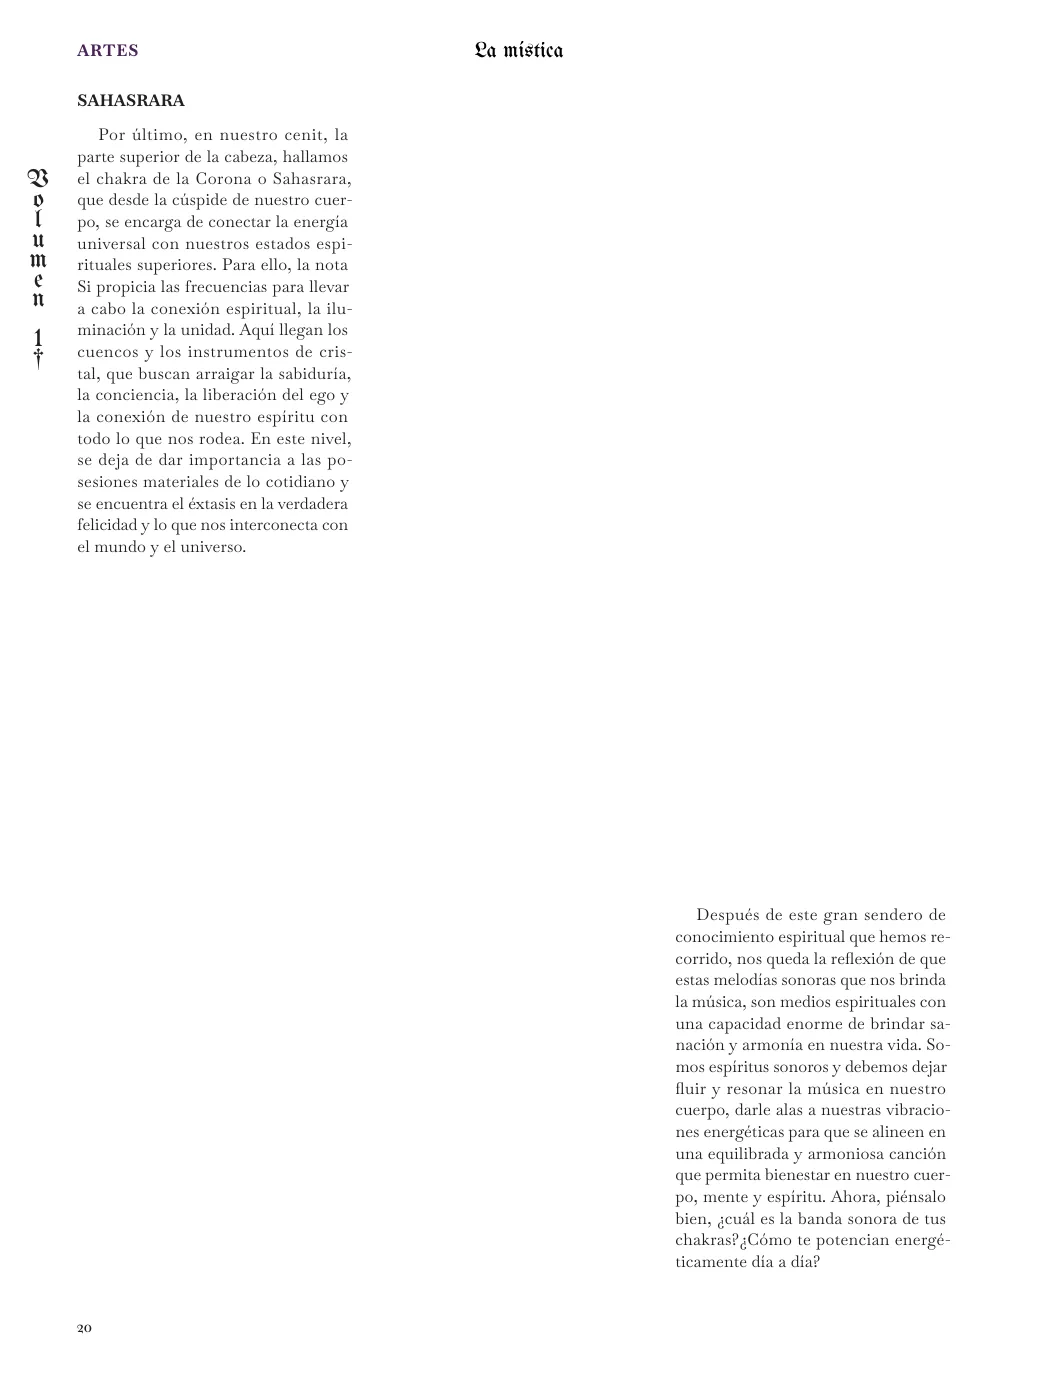 ARTES
La mística
Volumen 1†
SAHASRARA
Por último, en nuestro cenit, la
parte superior de la cabeza, hallamos
el chakra de la Corona o Sahasrara,
que desde la cúspide de nuestro cuer-
po, se encarga de conectar la energía
universal con nuestros estados espi-
rituales superiores. Para ello, la nota
Si propicia las frecuencias para llevar
a cabo la conexión espiritual, la ilu-
minación y la unidad. Aquí llegan los
cuencos y los instrumentos de cris-
tal, que buscan arraigar la sabiduría,
la conciencia, la liberación del ego y
la conexión de nuestro espíritu con
todo lo que nos rodea. En este nivel,
se deja de dar importancia a las po-
sesiones materiales de lo cotidiano y
se encuentra el éxtasis en la verdadera
felicidad y lo que nos interconecta con
el mundo y el universo.
Después de este gran sendero de
conocimiento espiritual que hemos re-
corrido, nos queda la reflexión de que
estas melodías sonoras que nos brinda
la música, son medios espirituales con
una capacidad enorme de brindar sa-
nación y armonía en nuestra vida. So-
mos espíritus sonoros y debemos dejar
fluir y resonar la música en nuestro
cuerpo, darle alas a nuestras vibracio-
nes energéticas para que se alineen en
una equilibrada y armoniosa canción
que permita bienestar en nuestro cuer-
po, mente y espíritu. Ahora, piénsalo
bien, ¿cuál es la banda sonora de tus
chakras?¿Cómo te potencian energé-
ticamente día a día?
20